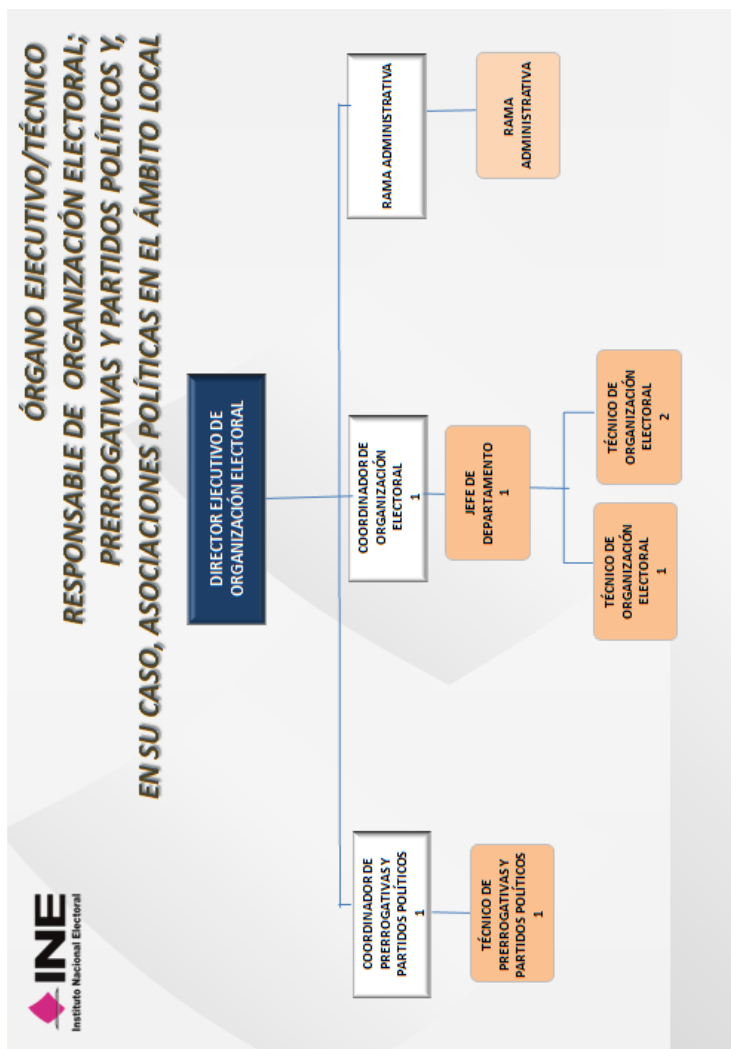 INE
Instituto Nacional Electoral
ÓRGANO EJECUTIVO/TÉCNICO
RESPONSABLE DE ORGANIZACIÓN ELECTORAL;
PRERROGATIVAS Y PARTIDOS POLÍTICOS Y,
EN SU CASO, ASOCIACIONES POLÍTICAS EN EL ÁMBITO LOCAL
DIRECTOR EJECUTIVO DE
ORGANIZACIÓN ELECTORAL
COORDINADOR DE
PRERROGATIVAS Y
PARTIDOS POLÍTICOS
1
COORDINADOR DE
ORGANIZACIÓN
ELECTORAL
1
RAMA ADMINISTRATIVA
TÉCNICO DE
PRERROGATIVAS Y
PARTIDOS POLÍTICOS
1
JEFE DE
DEPARTAMENTO
1
RAMA
ADMINISTRATIVA
TÉCNICO DE
ORGANIZACIÓN
ELECTORAL
1
TÉCNICO DE
ORGANIZACIÓN
ELECTORAL
2